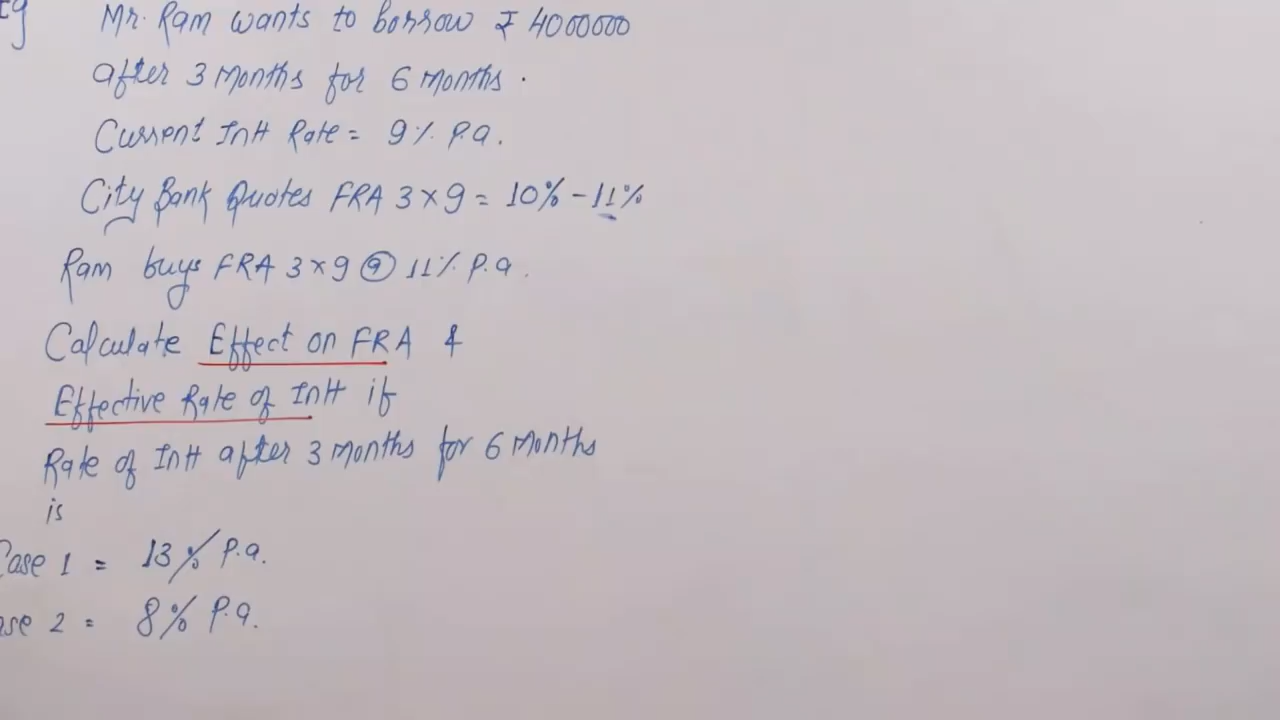 Eg Mr. Ram wants to borrow ₹ 4000000
after 3 Months for 6 months.
Current Intt Rate = 9% P.a.
City Bank Quotes FRA 3×9 = 10% - 11%
Ram buys FRA 3×9 @ 11% P.a.
Calculate Effect on FRA &
Effective Rate of Intt if
Rate of Intt after 3 months for 6 months
is
Case 1 = 13% P.a.
ase 2 = 8% P.a.